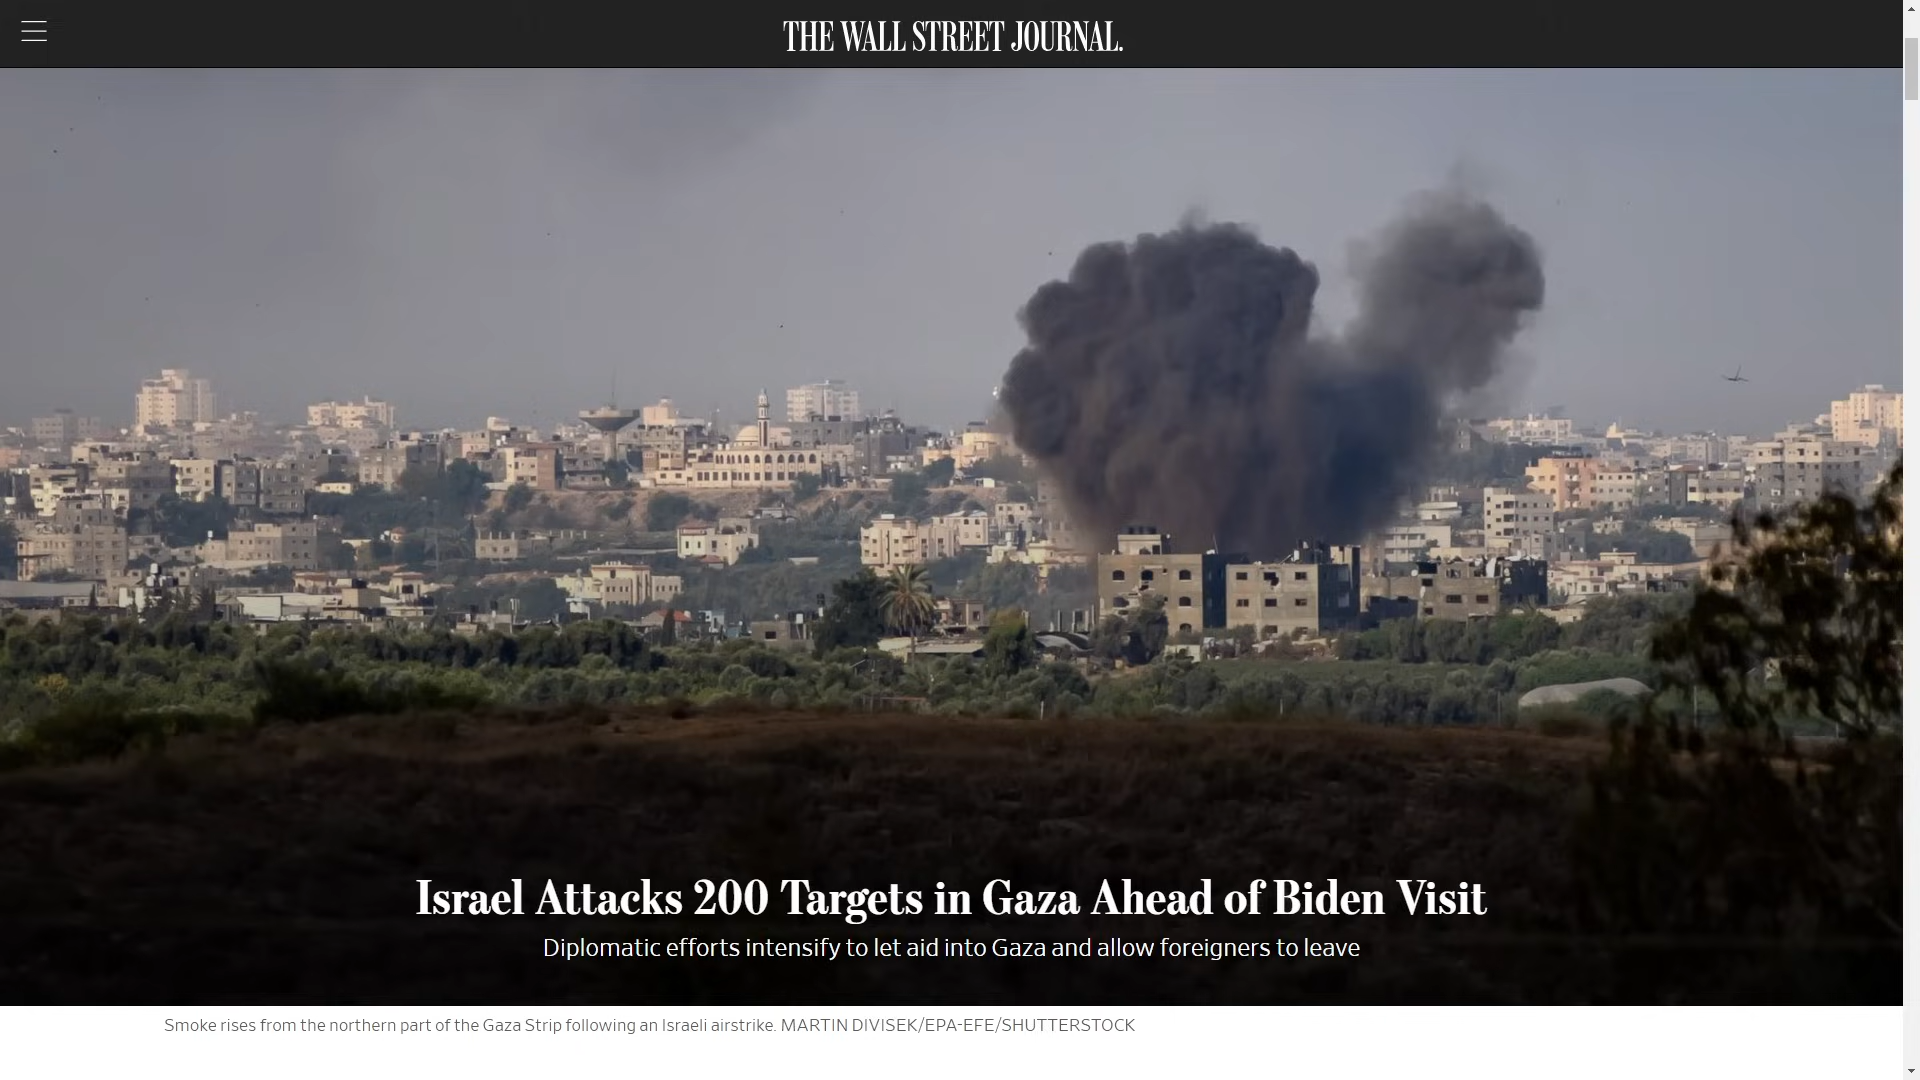 THE WALL STREET JOURNAL.
Israel Attacks 200 Targets in Gaza Ahead of Biden Visit
Diplomatic efforts intensify to let aid into Gaza and allow foreigners to leave
Smoke rises from the northern part of the Gaza Strip following an Israeli airstrike. MARTIN DIVISEK/EPA-EFE/SHUTTERSTOCK